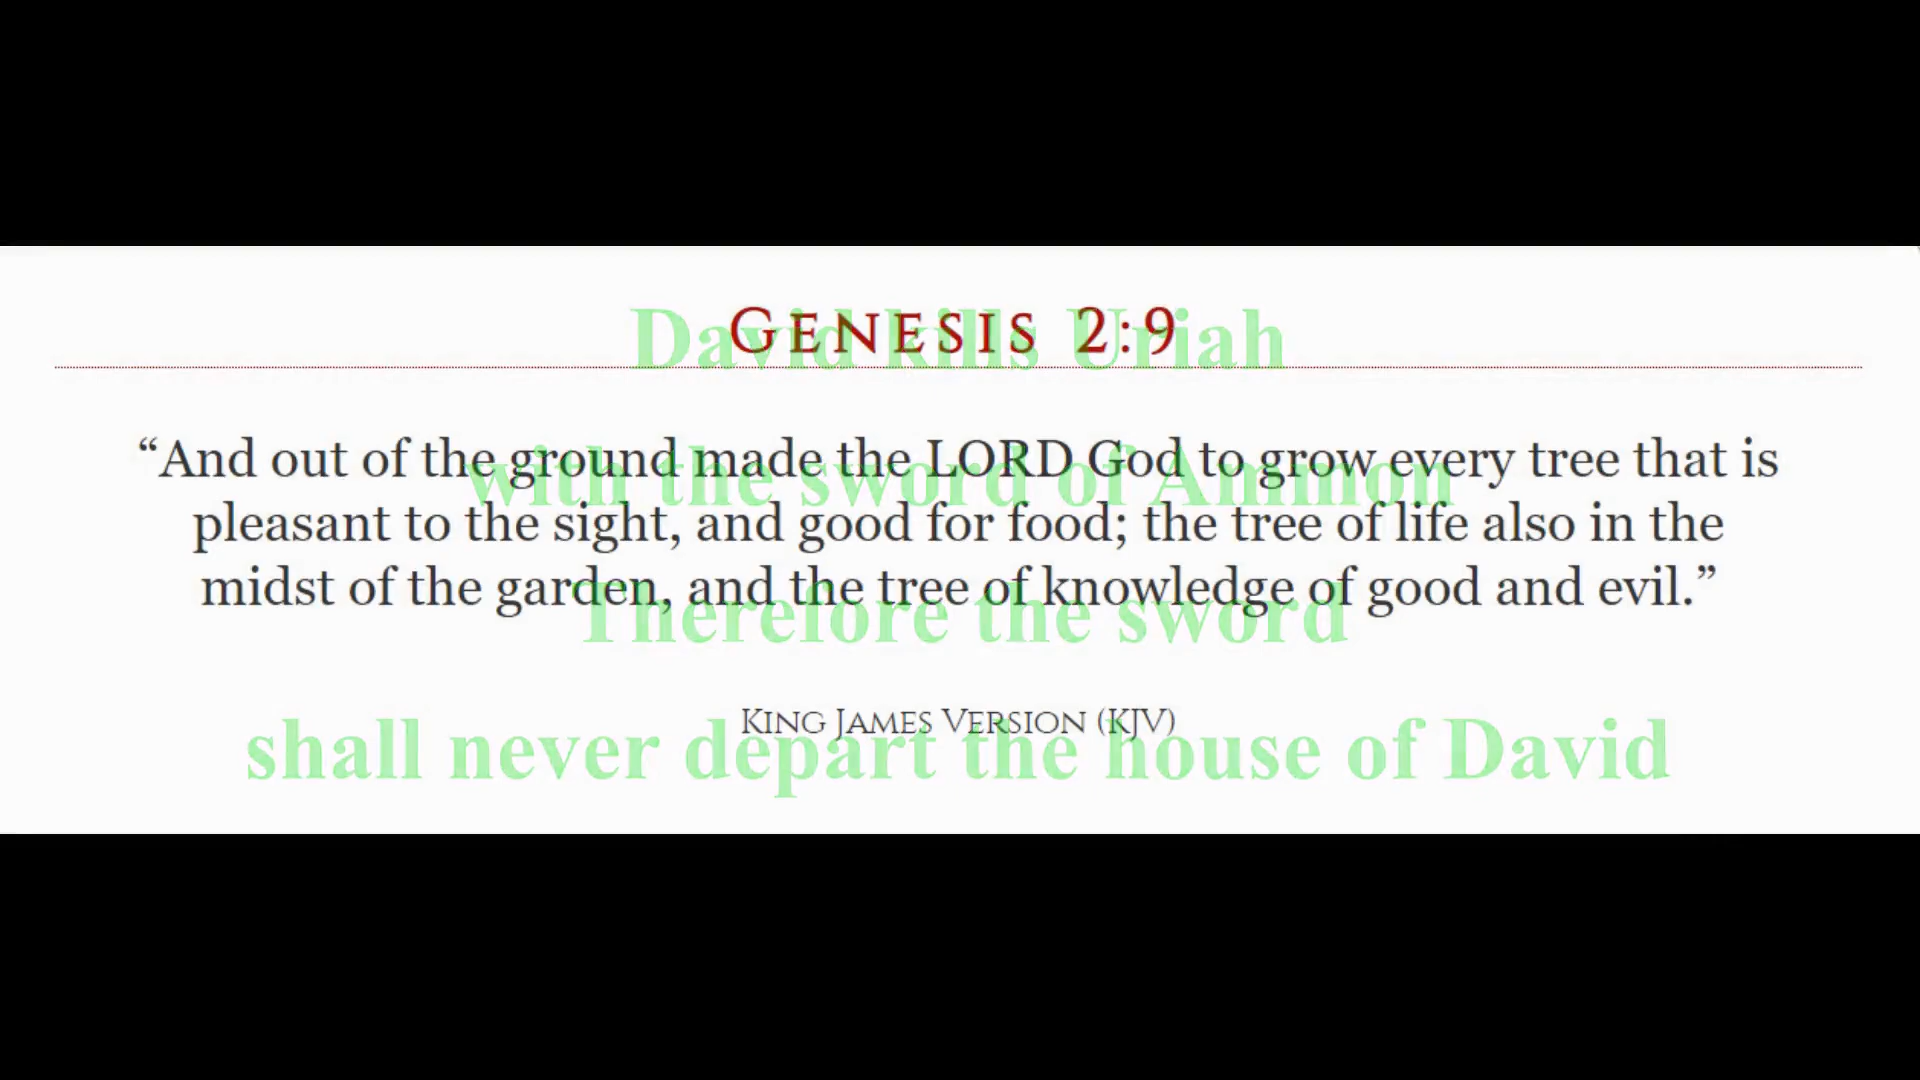 GENESIS 2:9
David kills Uriah
“And out of the ground made the LORD God to grow every tree that is
with the sword of Ammon
pleasant to the sight, and good for food; the tree of life also in the
midst of the garden, and the tree of knowledge of good and evil.”
Therefore the sword
KING JAMES VERSION (KJV)
shall never depart the house of David